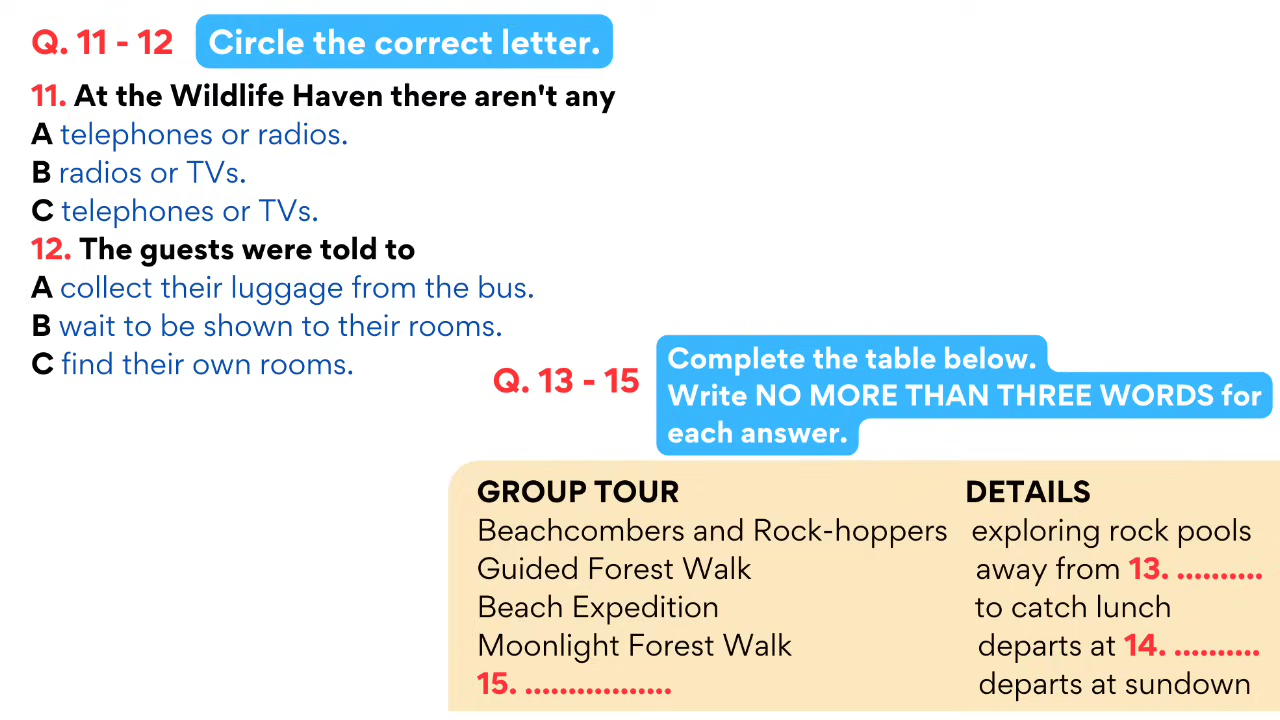 Q. 11 - 12 Circle the correct letter.
11. At the Wildlife Haven there aren't any
A telephones or radios.
B radios or TVs.
C telephones or TVs.
12. The guests were told to
A collect their luggage from the bus.
B wait to be shown to their rooms.
C find their own rooms.
Q. 13 - 15
Complete the table below.
Write NO MORE THAN THREE WORDS for
each answer.
GROUP TOUR DETAILS
Beachcombers and Rock-hoppers exploring rock pools
Guided Forest Walk away from 13. ..........
Beach Expedition to catch lunch
Moonlight Forest Walk departs at 14. ..........
15. ................. departs at sundown